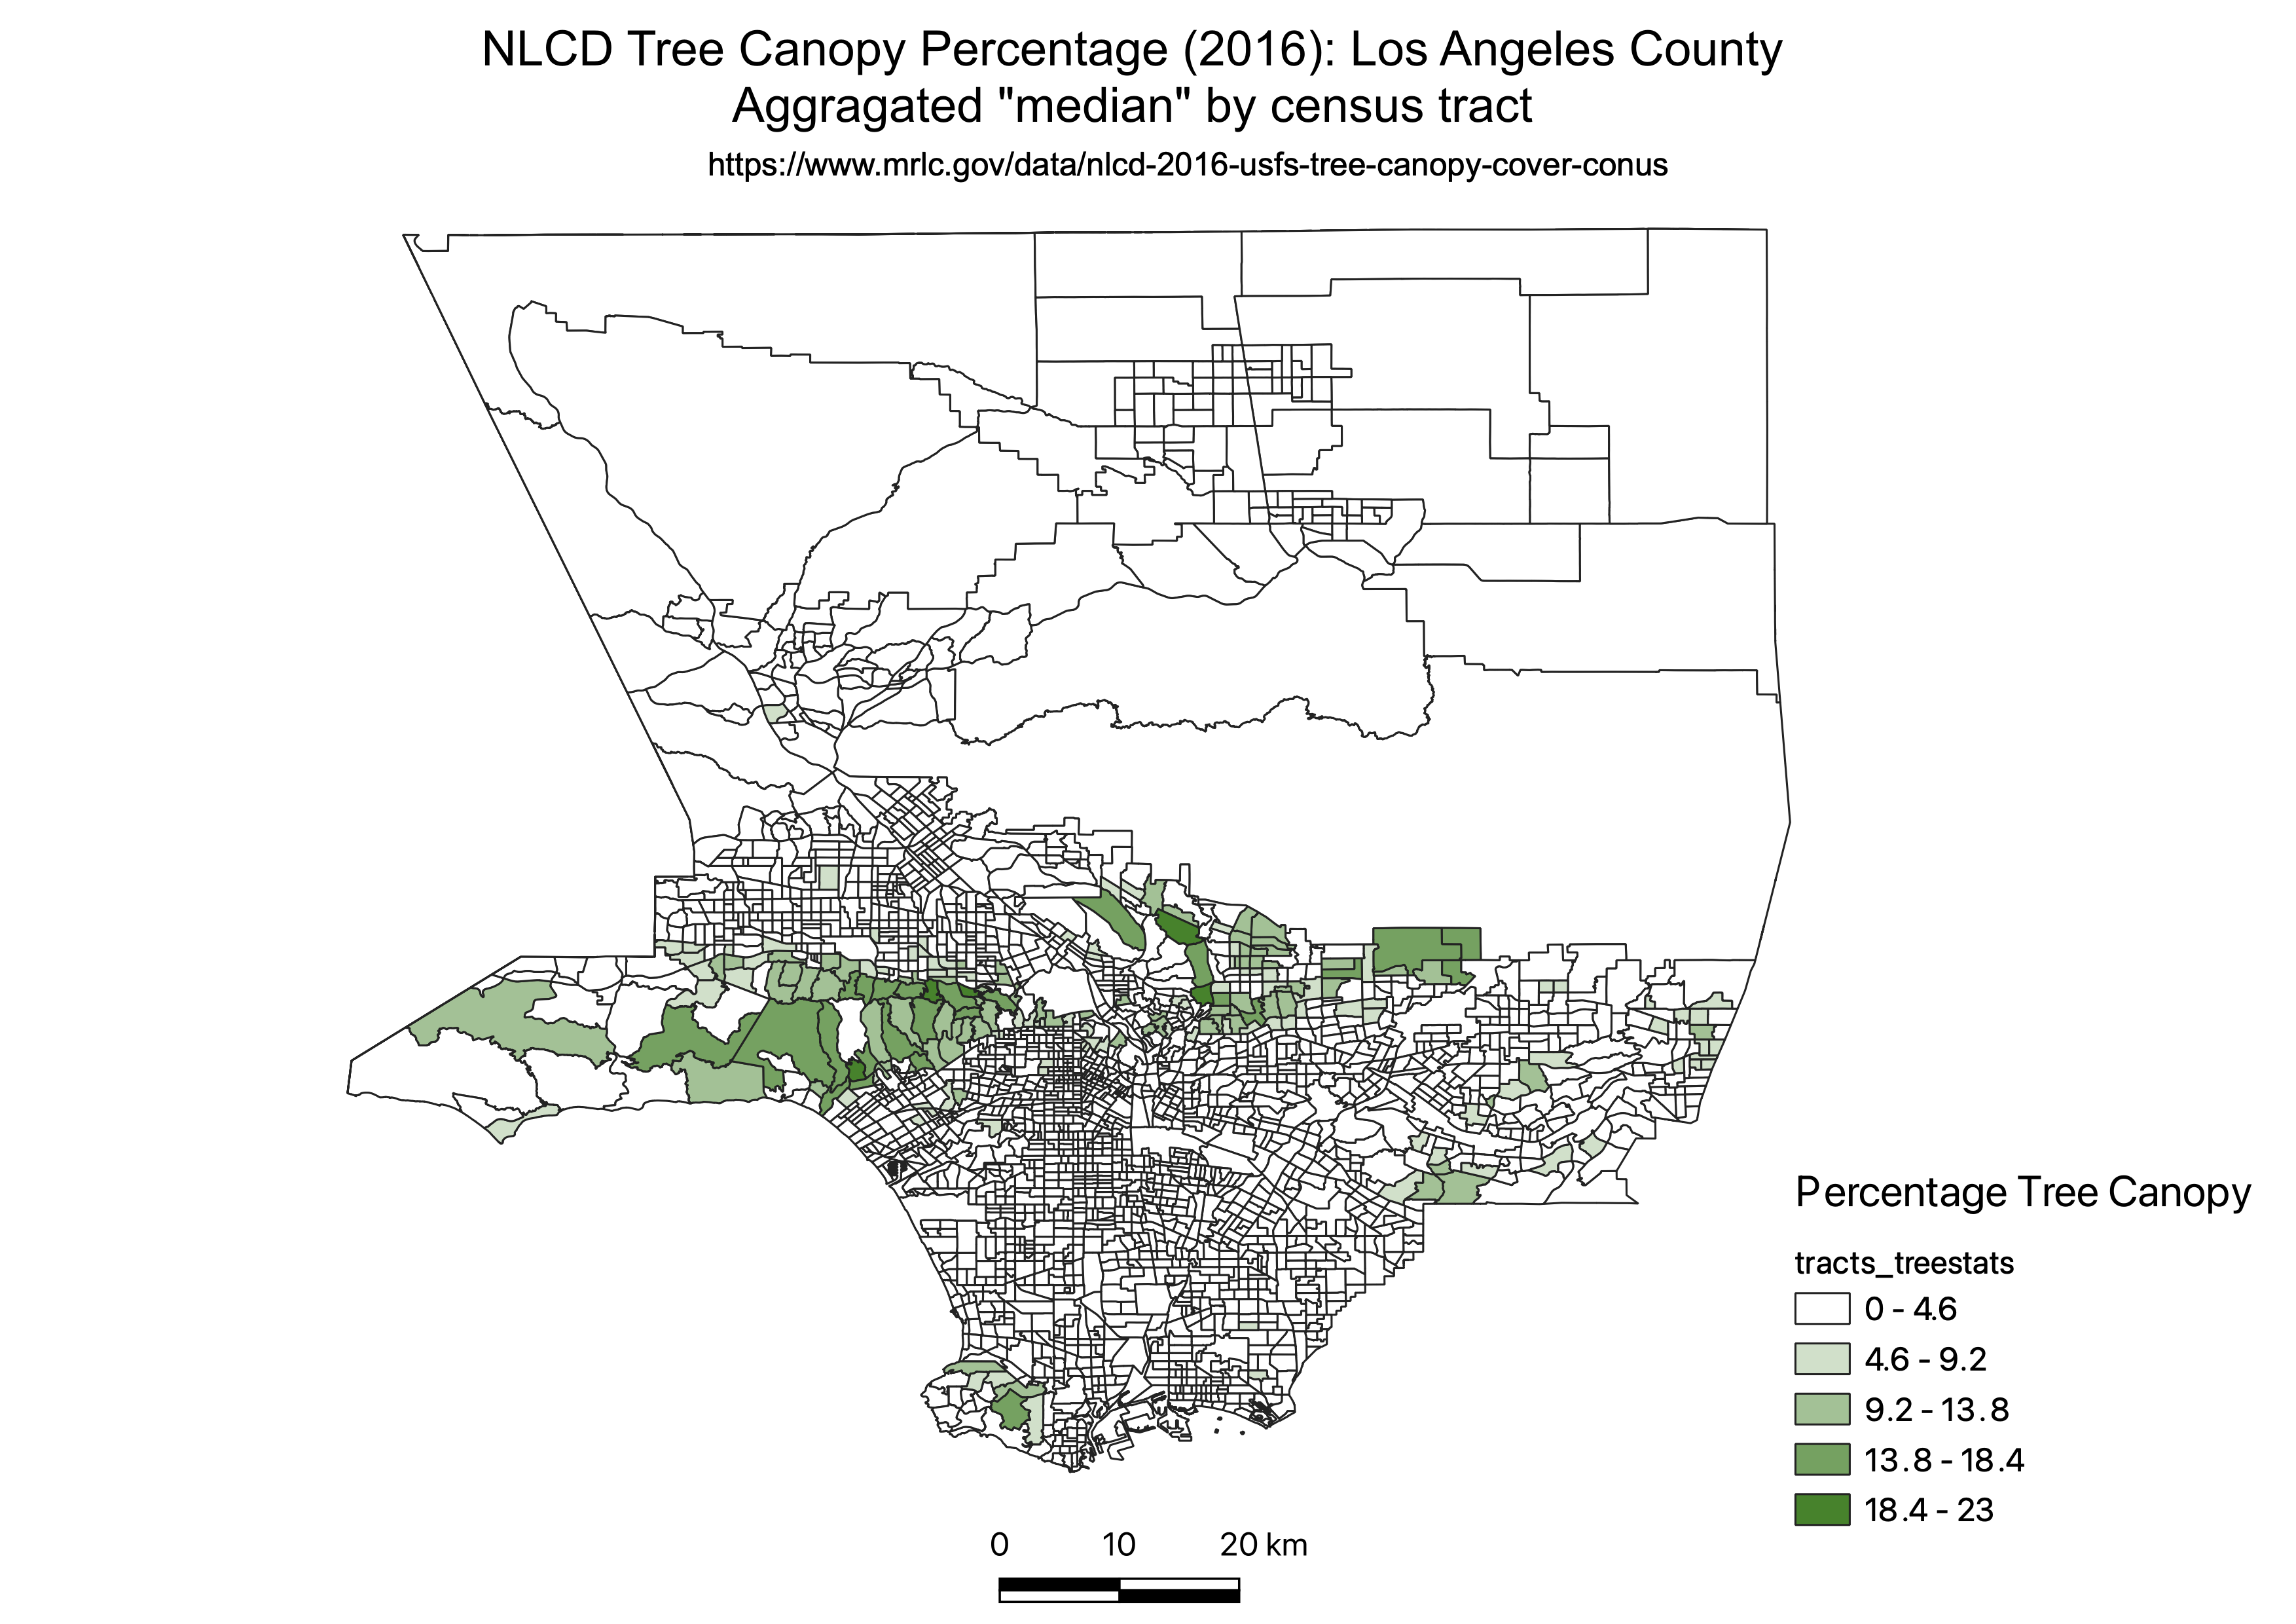 NLCD Tree Canopy Percentage (2016): Los Angeles County
Aggragated "median" by census tract
https://www.mrlc.gov/data/nlcd-2016-usfs-tree-canopy-cover-conus
Percentage Tree Canopy
tracts_treestats
0 - 4.6
4.6 - 9.2
9.2 - 13.8
13.8 - 18.4
18.4 - 23
0 10 20 km